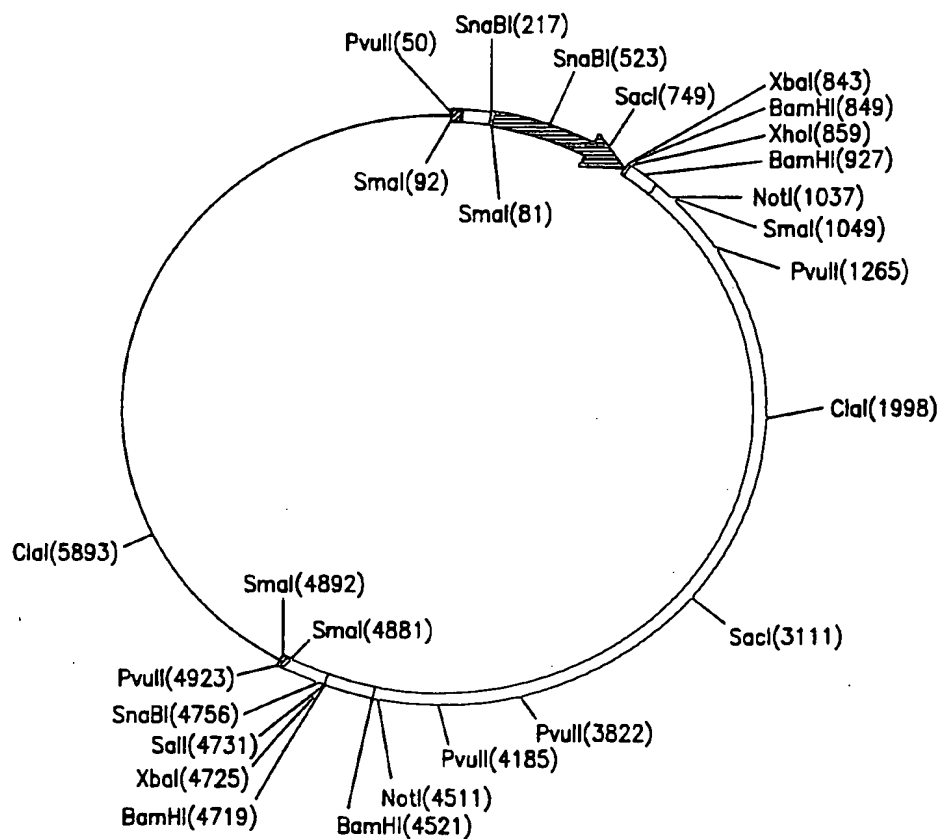 SnaBI(217)
PvuII(50)
SnaBI(523)
SacI(749)
XbaI(843)
BamHI(849)
XhoI(859)
BamHI(927)
SmaI(92)
SmaI(81)
NotI(1037)
SmaI(1049)
PvuII(1265)
ClaI(1998)
ClaI(5893)
SmaI(4892)
SmaI(4881)
SacI(3111)
PvuII(4923)
SnaBI(4756)
SalI(4731)
XbaI(4725)
BamHI(4719)
PvuII(3822)
PvuII(4185)
NotI(4511)
BamHI(4521)